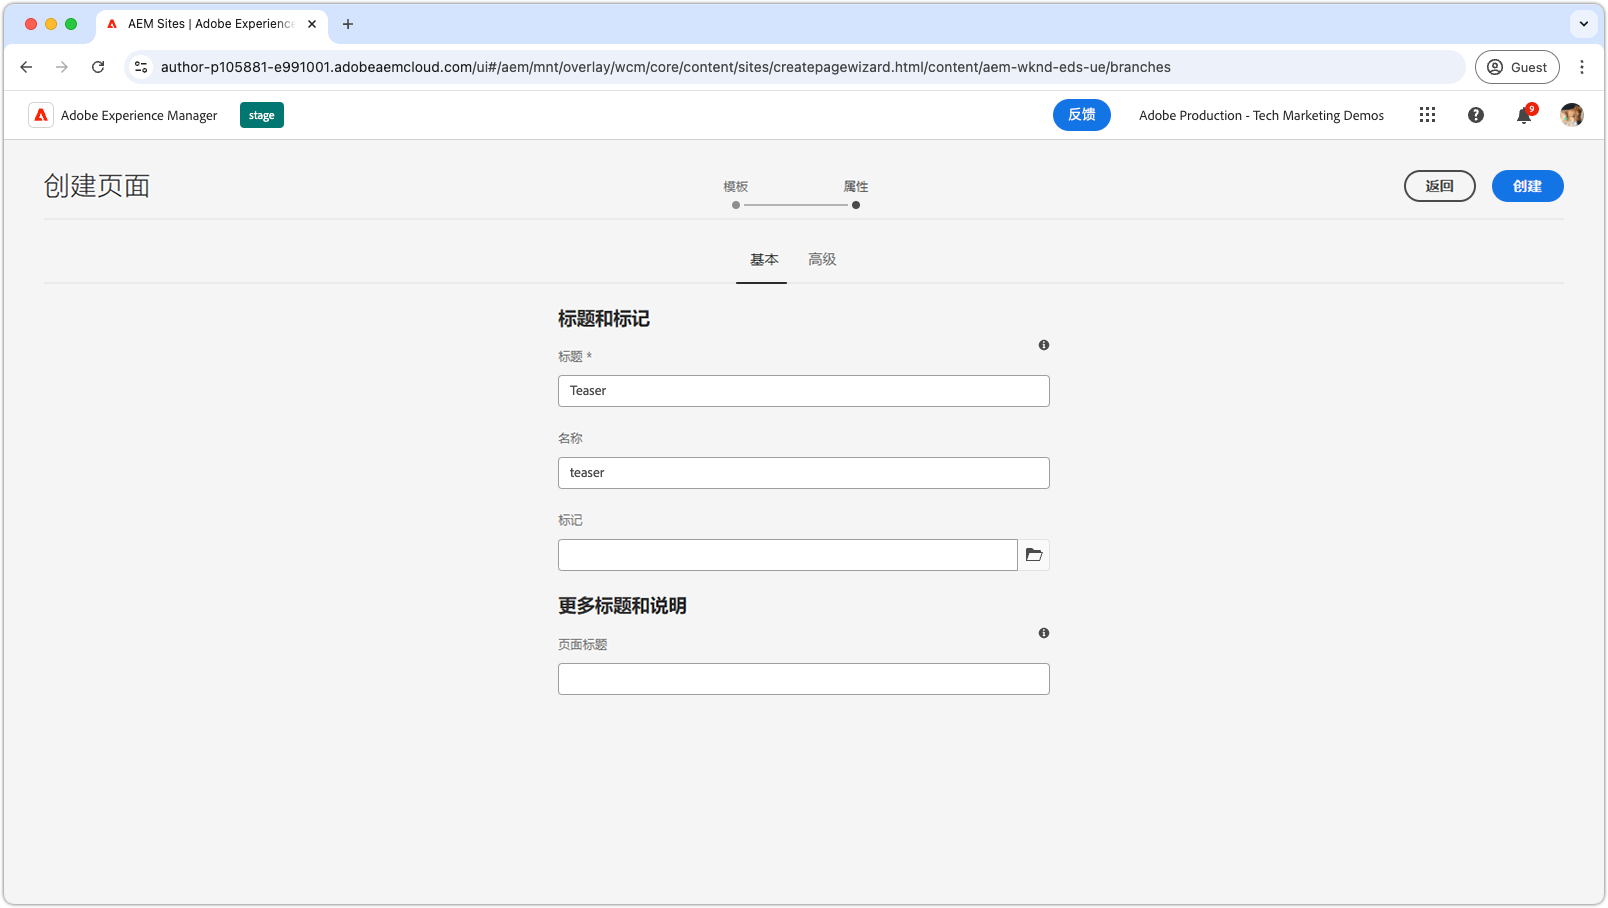 AEM Sites | Adobe Experience
author-p105881-e991001.adobeaemcloud.com/ui#/aem/mnt/overlay/wcm/core/content/sites/createpagewizard.html/content/aem-wknd-eds-ue/branches
Guest
Adobe Experience Manager
stage
反馈
Adobe Production - Tech Marketing Demos
9
创建页面
模板
属性
返回
创建
基本
高级
标题和标记
标题 *
Teaser
名称
teaser
标记
更多标题和说明
页面标题